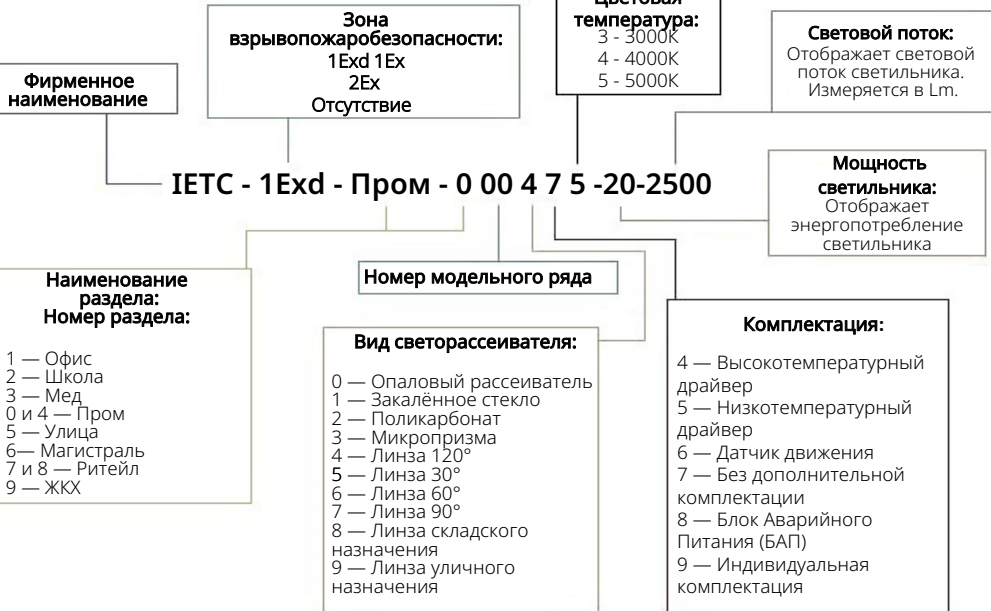 Цветовая
температура:
3 - 3000К
4 - 4000К
5 - 5000К
Зона
взрывопожаробезопасности:
1Exd 1Ex
2Ex
Отсутствие
Световой поток:
Отображает световой
поток светильника.
Измеряется в Lm.
Фирменное
наименование
IETC - 1Exd - Пром - 0 00 4 7 5 -20-2500
Мощность
светильника:
Отображает
энергопотребление
светильника
Наименование
раздела:
Номер раздела:
1 — Офис
2 — Школа
3 — Мед
0 и 4 — Пром
5 — Улица
6— Магистраль
7 и 8 — Ритейл
9 — ЖКХ
Номер модельного ряда
Вид светорассеивателя:
0 — Опаловый рассеиватель
1 — Закалённое стекло
2 — Поликарбонат
3 — Микропризма
4 — Линза 120°
5 — Линза 30°
6 — Линза 60°
7 — Линза 90°
8 — Линза складского
назначения
9 — Линза уличного
назначения
Комплектация:
4 — Высокотемпературный
драйвер
5 — Низкотемпературный
драйвер
6 — Датчик движения
7 — Без дополнительной
комплектации
8 — Блок Аварийного
Питания (БАП)
9 — Индивидуальная
комплектация